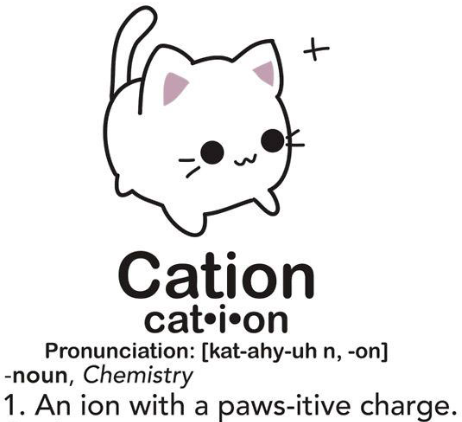 +
Cation
cat•i•on
Pronunciation: [kat-ahy-uh n, -on]
-noun, Chemistry
1. An ion with a paws-itive charge.